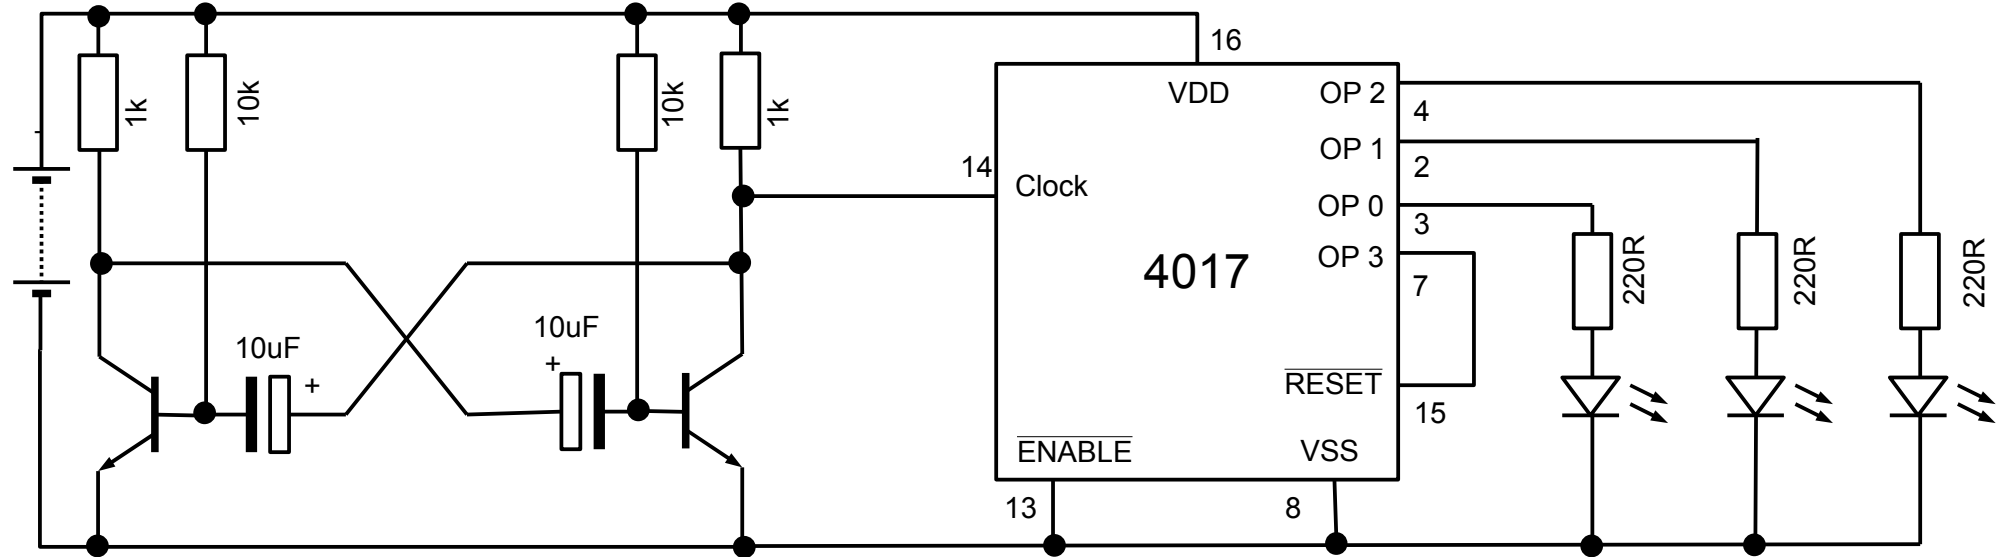 1k
10k
10k
1k
16
VDD
OP 2
4
OP 1
2
14
Clock
OP 0
3
OP 3
7
4017
220R
220R
220R
10uF
+
10uF
+
RESET
15
ENABLE
VSS
13
8